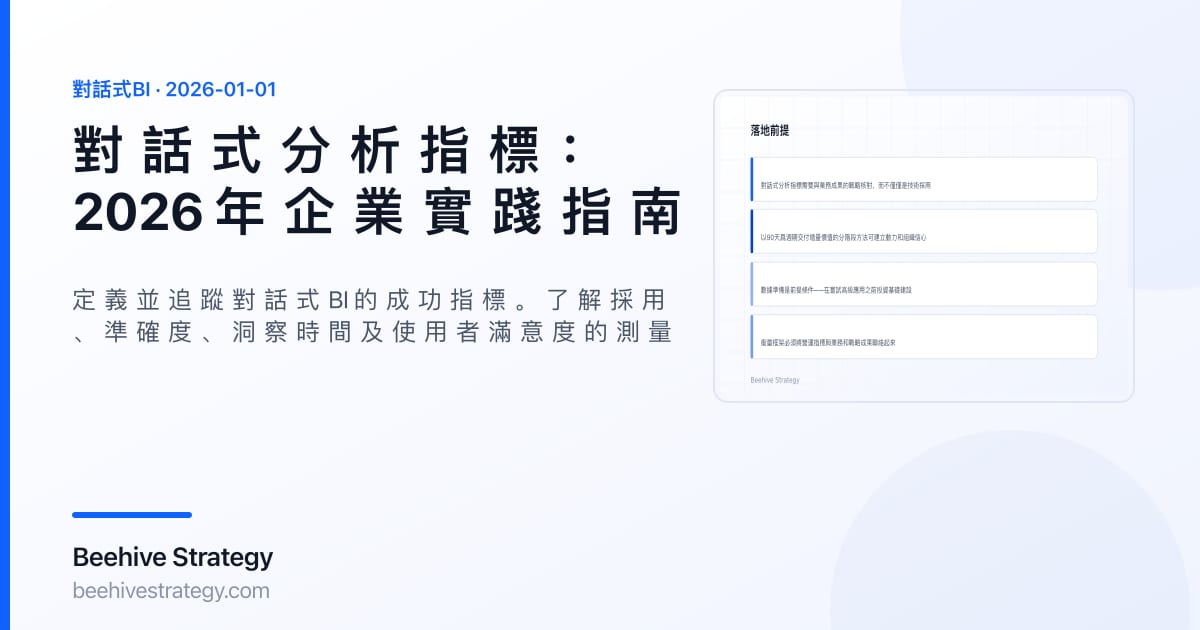 對話式BI · 2026-01-01
對話式分析指標：
2026年企業實踐指南
定義並追蹤對話式BI的成功指標。了解採用
、準確度、洞察時間及使用者滿意度的測量
落地前提
對話式分析指標需要與業務成果的戰略核對，而不僅僅是技術採用
以90天為週期交付增量價值的分階段方法可建立動力和組織信心
數據準備是前提條件——在嘗試高級應用之前投資基礎建設
衡量框架必須將營運指標與業務和戰略成果聯絡起來
Beehive Strategy
Beehive Strategy
beehivestrategy.com